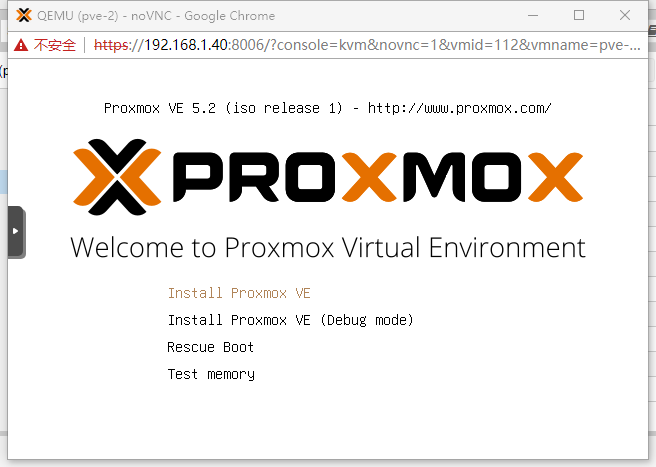 QEMU (pve-2) - noVNC - Google Chrome
不安全 https://192.168.1.40:8006/?console=kvm&novnc=1&vmid=112&vmname=pve-...
Proxmox VE 5.2 (iso release 1) - http://www.proxmox.com/
PROXMOX
Welcome to Proxmox Virtual Environment
Install Proxmox VE
Install Proxmox VE (Debug mode)
Rescue Boot
Test memory